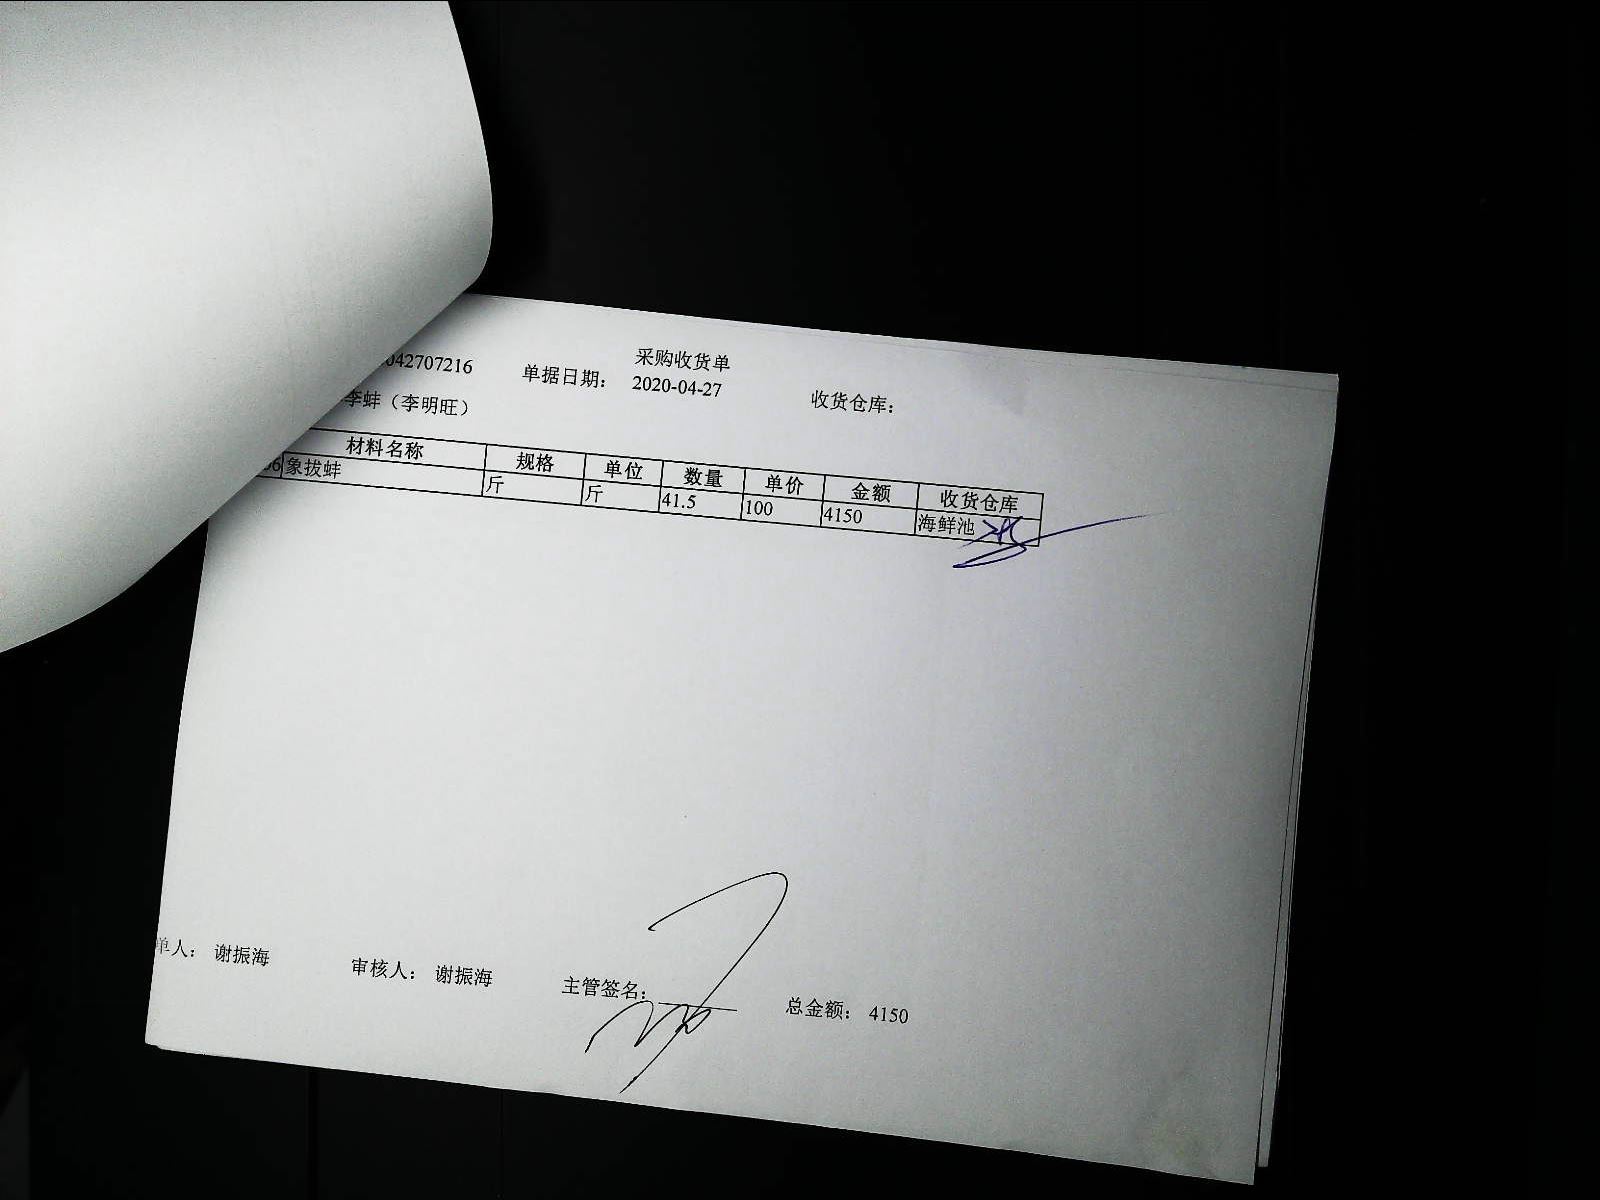 采购收货单
042707216 单据日期： 2020-04-27 收货仓库：
李蚌（李明旺）
材料名称 规格 单位 数量 单价 金额 收货仓库
06 象拔蚌 斤 斤 41.5 100 4150 海鲜池
单人： 谢振海 审核人： 谢振海 主管签名： 总金额： 4150